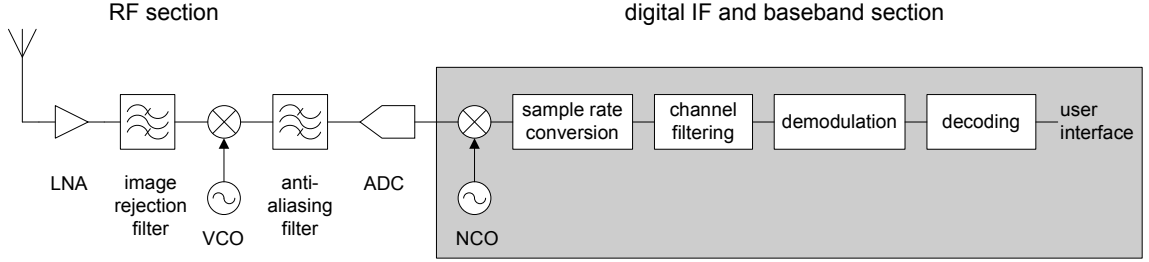 RF section
digital IF and baseband section
sample rate
conversion
channel
filtering
demodulation
decoding
user
interface
LNA
image
rejection
filter
VCO
anti-
aliasing
filter
ADC
NCO